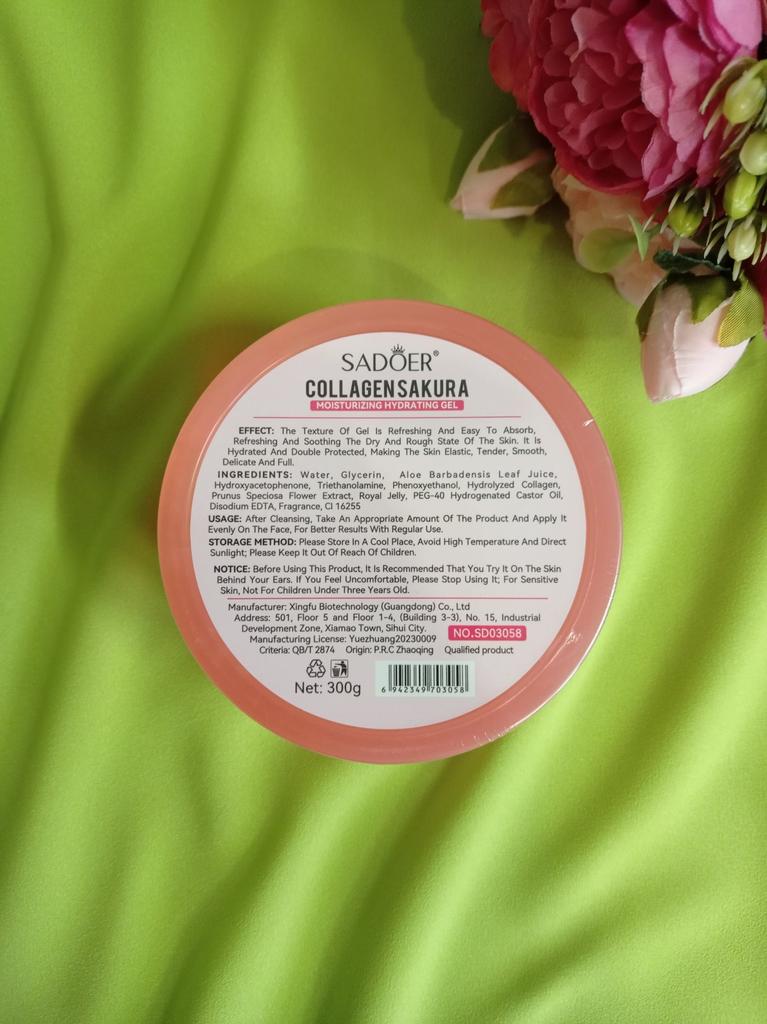 SADOER®
COLLAGEN SAKURA
MOISTURIZING HYDRATING GEL
EFFECT: The Texture Of Gel Is Refreshing And Easy To Absorb,
Refreshing And Soothing The Dry And Rough State Of The Skin. It Is
Hydrated And Double Protected, Making The Skin Elastic, Tender, Smooth,
Delicate And Full.
INGREDIENTS: Water, Glycerin, Aloe Barbadensis Leaf Juice,
Hydroxyacetophenone, Triethanolamine, Phenoxyethanol, Hydrolyzed Collagen,
Prunus Speciosa Flower Extract, Royal Jelly, PEG-40 Hydrogenated Castor Oil,
Disodium EDTA, Fragrance, CI 16255
USAGE: After Cleansing, Take An Appropriate Amount Of The Product And Apply It
Evenly On The Face, For Better Results With Regular Use.
STORAGE METHOD: Please Store In A Cool Place, Avoid High Temperature And Direct
Sunlight; Please Keep It Out Of Reach Of Children.
NOTICE: Before Using This Product, It Is Recommended That You Try It On The Skin
Behind Your Ears. If You Feel Uncomfortable, Please Stop Using It; For Sensitive
Skin, Not For Children Under Three Years Old.
Manufacturer: Xingfu Biotechnology (Guangdong) Co., Ltd
Address: 501, Floor 5 and Floor 1-4, (Building 3-3), No. 15, Industrial
Development Zone, Xiamao Town, Sihui City.
NO.SD03058
Manufacturing License: Yuezhuang20230009
Criteria: QB/T 2874 Origin: P.R.C Zhaoqing Qualified product
Net: 300g
6 942349 703058